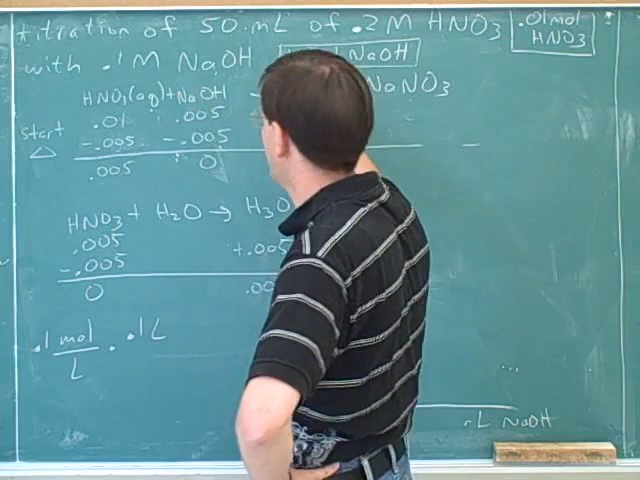 titration of 50. mL of .2 M HNO3 .01 mol HNO3
with .1 M NaOH NaOH
HNO3(aq) + NaOH NaNO3
start .01 .005
△ -.005 -.005
.005 0
HNO3 + H2O → H3O
.005
-.005 +.005
0 .00
.1 mol/L . .1 L
L NaOH